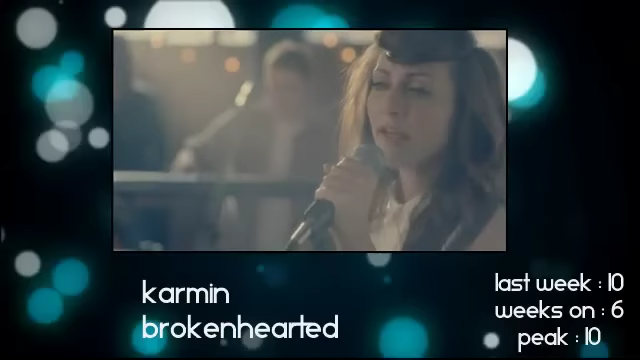 karmin
brokenhearted
last week : 10
weeks on : 6
peak : 10